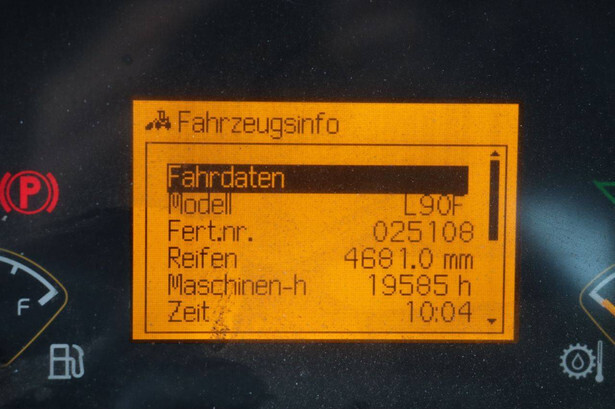 Fahrzeugsinfo
Fahrdaten
Modell L90F
Fert.nr. 025108
Reifen 4681.0 mm
Maschinen-h 19585 h
Zeit 10:04
P
F